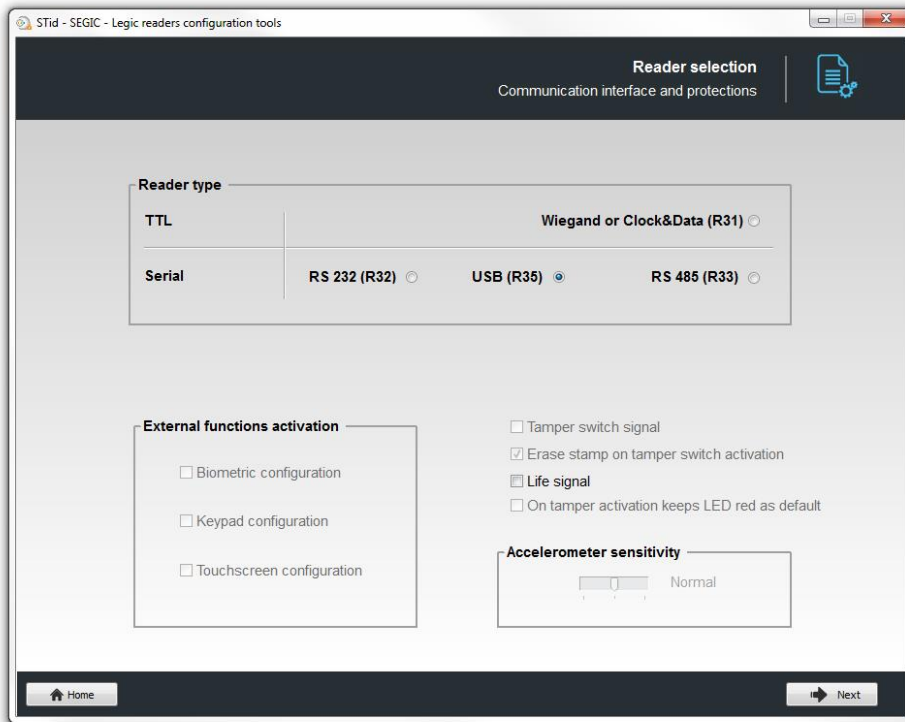 STid - SEGIC - Legic readers configuration tools
Reader selection
Communication interface and protections
Reader type
TTL
Wiegand or Clock&Data (R31)
Serial
RS 232 (R32)
USB (R35)
RS 485 (R33)
External functions activation
Biometric configuration
Keypad configuration
Touchscreen configuration
Tamper switch signal
Erase stamp on tamper switch activation
Life signal
On tamper activation keeps LED red as default
Accelerometer sensitivity
Normal
Home
Next